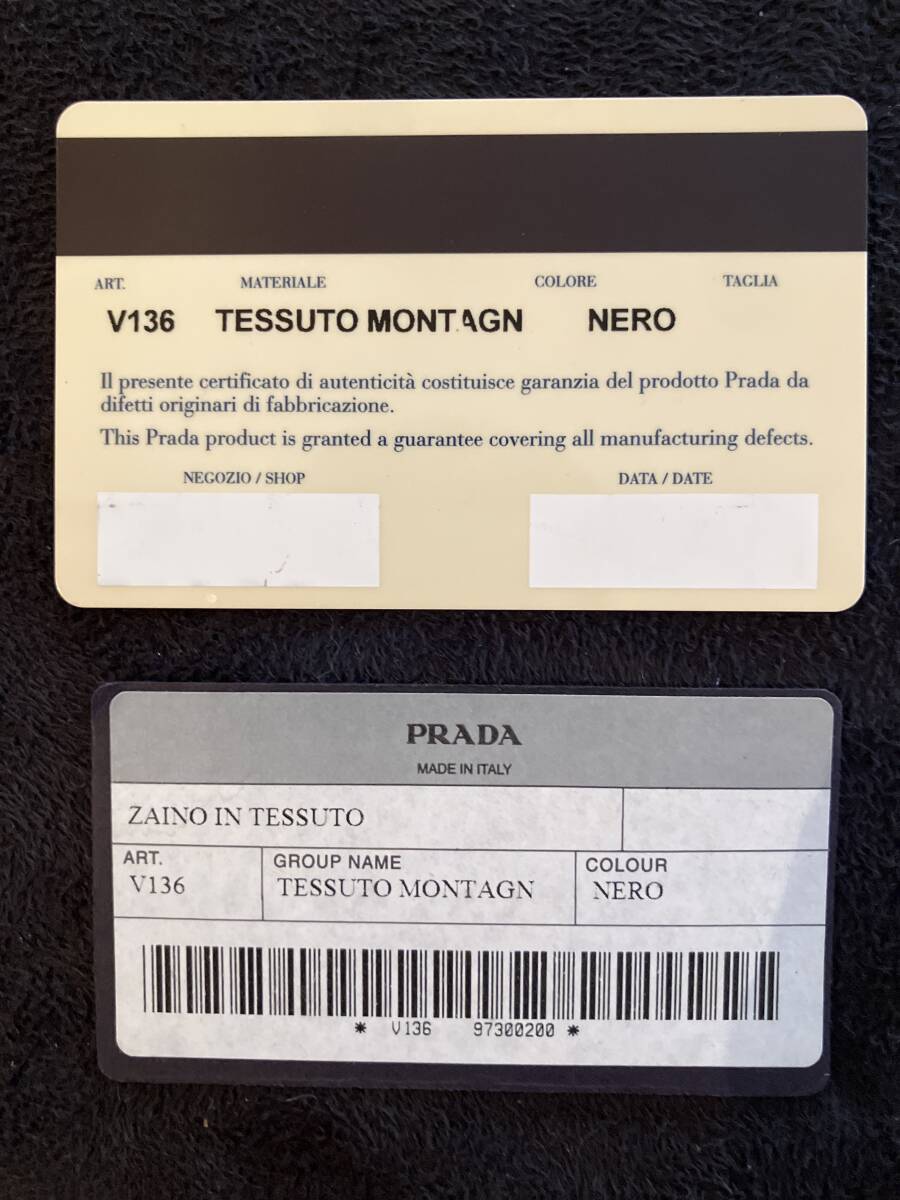 ART. MATERIALE COLORE TAGLIA
V136 TESSUTO MONTAGN NERO
Il presente certificato di autenticità costituisce garanzia del prodotto Prada da
difetti originari di fabbricazione.
This Prada product is granted a guarantee covering all manufacturing defects.
NEGOZIO / SHOP DATA / DATE
PRADA
MADE IN ITALY
ZAINO IN TESSUTO
ART. GROUP NAME COLOUR
V136 TESSUTO MONTAGN NERO
* V136 97300200 *